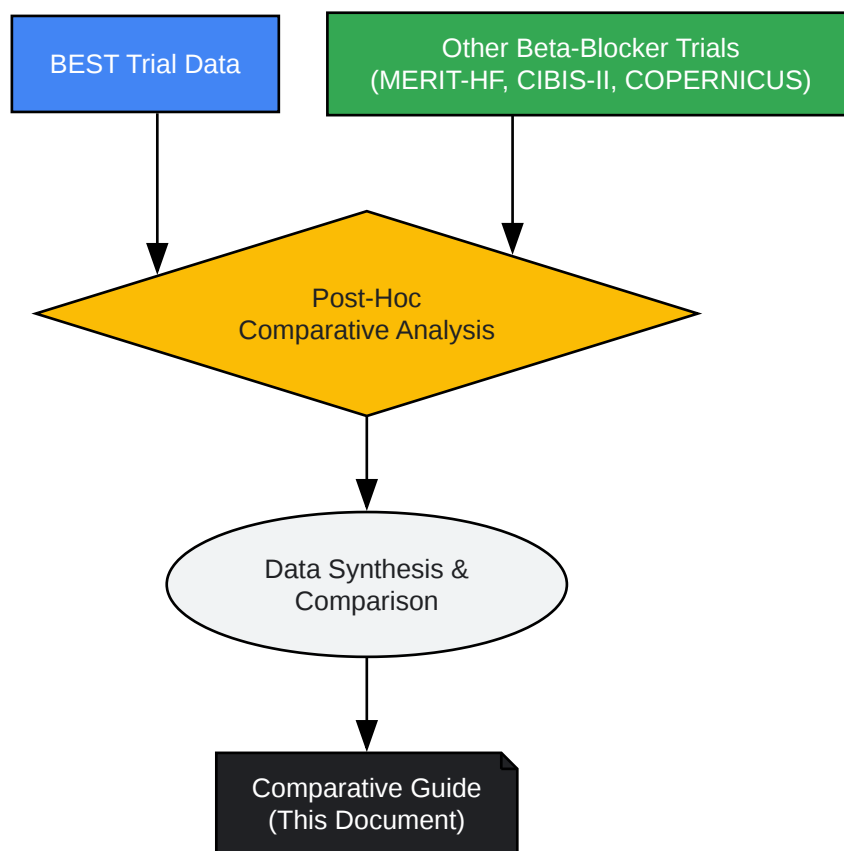 BEST Trial Data
Other Beta-Blocker Trials
(MERIT-HF, CIBIS-II, COPERNICUS)
Post-Hoc
Comparative Analysis
Data Synthesis &
Comparison
Comparative Guide
(This Document)